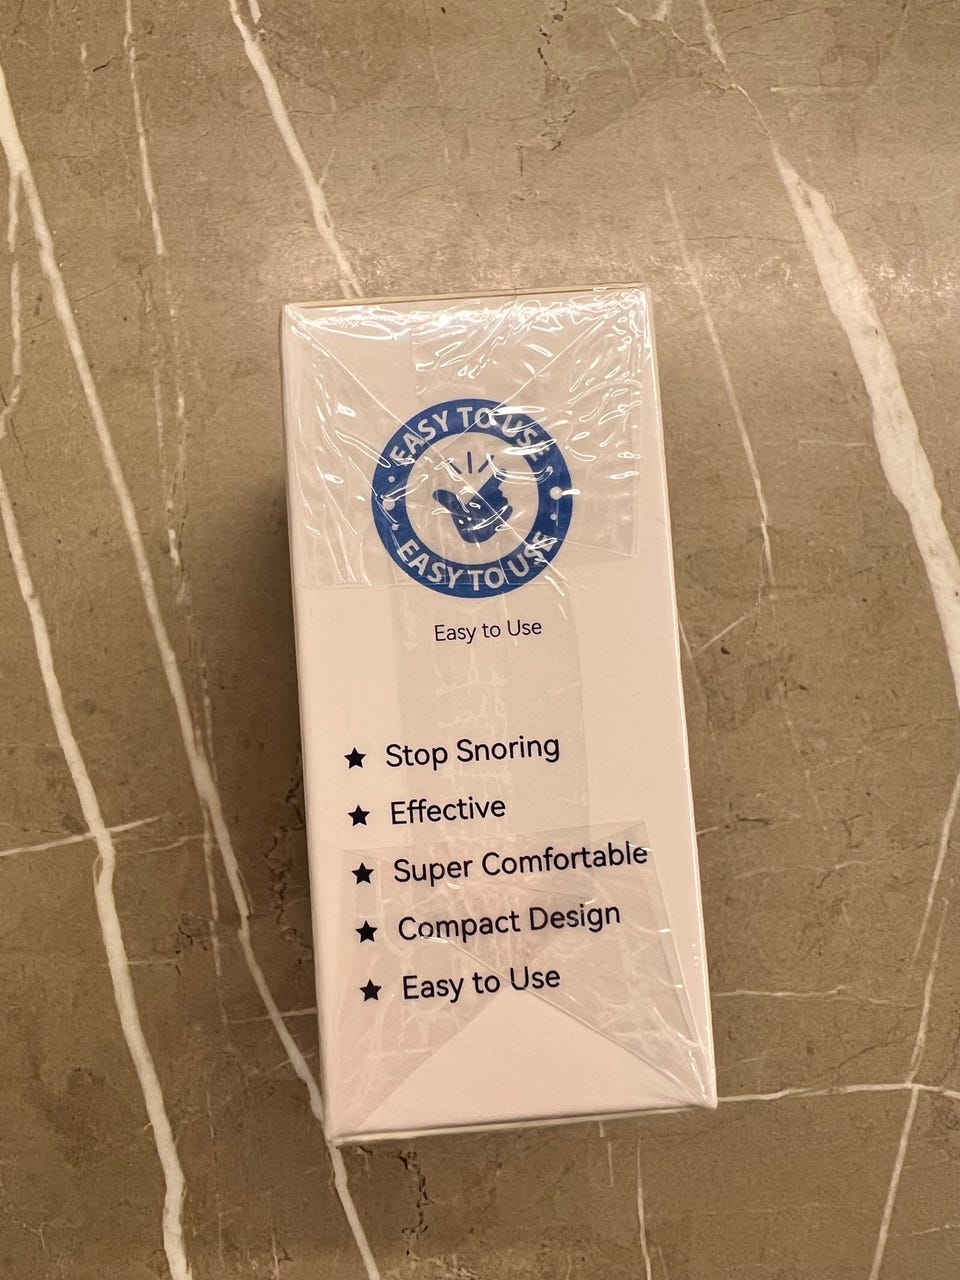 EASY TO USE
EASY TO USE
Easy to Use
★ Stop Snoring
★ Effective
★ Super Comfortable
★ Compact Design
★ Easy to Use